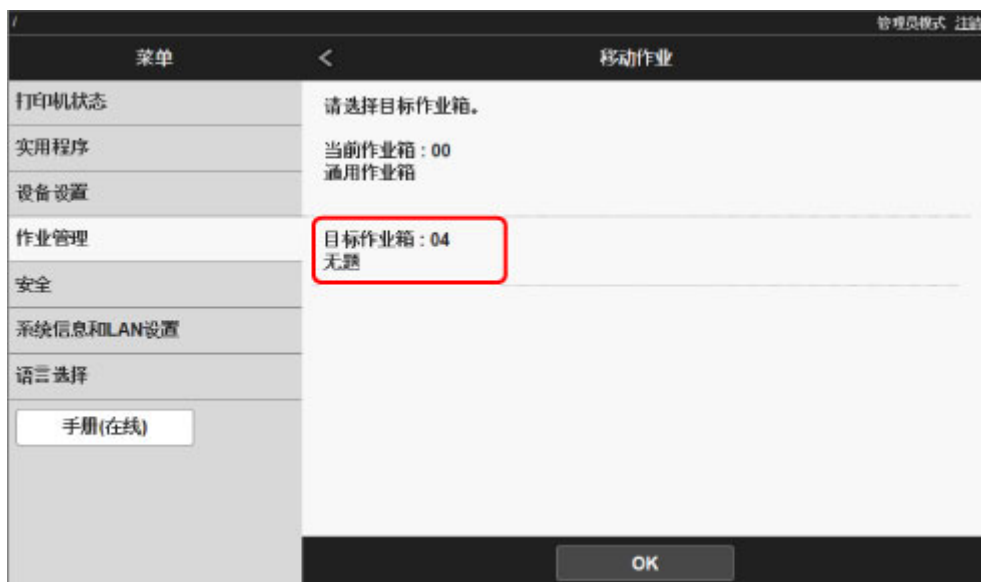 /
管理员模式 注销
菜单
<
移动作业
打印机状态
实用程序
设备设置
作业管理
安全
系统信息和LAN设置
语言选择
手册(在线)
请选择目标作业箱。
当前作业箱 : 00
通用作业箱
目标作业箱 : 04
无题
OK